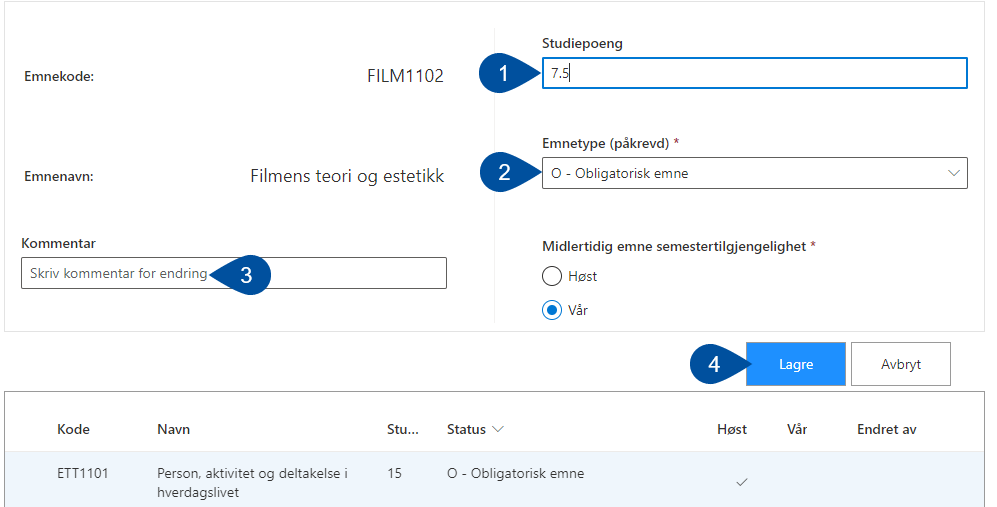 Studiepoeng
Emnekode: FILM1102
1
7.5
Emnetype (påkrevd) *
Emnenavn: Filmens teori og estetikk
2
O - Obligatorisk emne
Kommentar
Skriv kommentar for endring
3
Midlertidig emne semestertilgjengelighet *
Høst
Vår
4
Lagre
Avbryt
Kode Navn Stu... Status Høst Vår Endret av
ETT1101 Person, aktivitet og deltakelse i 15 O - Obligatorisk emne
hverdagslivet